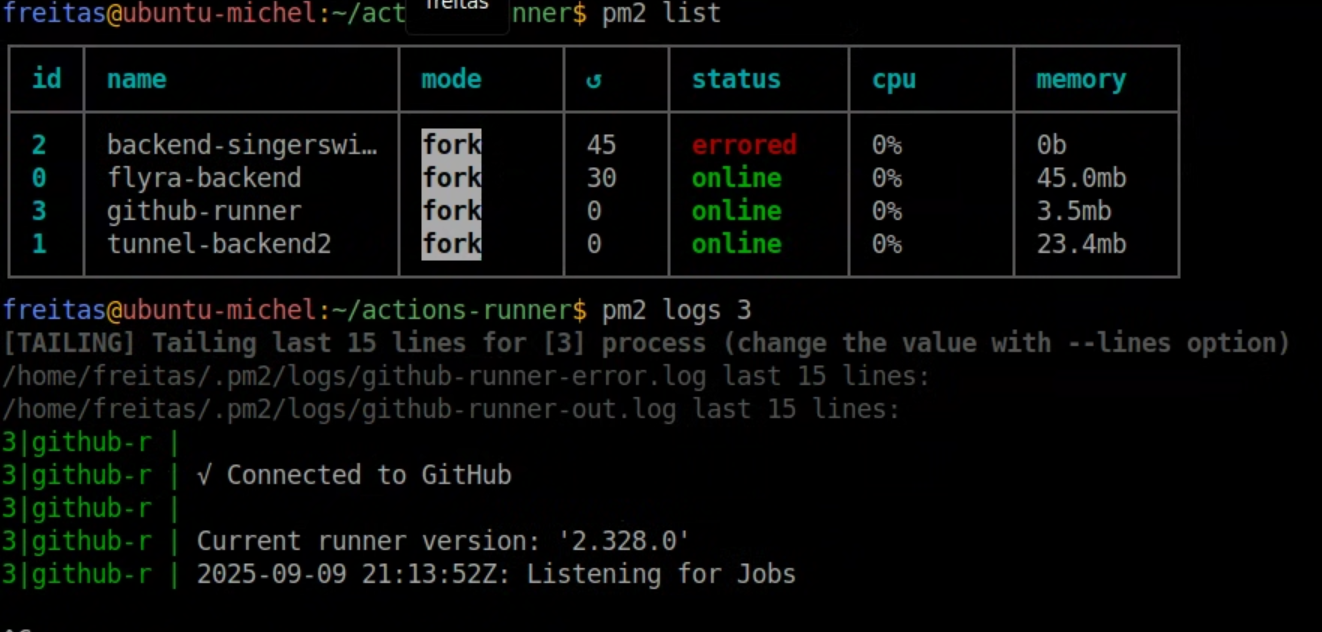 freitas@ubuntu-michel:~/act freitas nner$ pm2 list
id name mode ↺ status cpu memory
2 backend-singerswi… fork 45 errored 0% 0b
0 flyra-backend fork 30 online 0% 45.0mb
3 github-runner fork 0 online 0% 3.5mb
1 tunnel-backend2 fork 0 online 0% 23.4mb
freitas@ubuntu-michel:~/actions-runner$ pm2 logs 3
[TAILING] Tailing last 15 lines for [3] process (change the value with --lines option)
/home/freitas/.pm2/logs/github-runner-error.log last 15 lines:
/home/freitas/.pm2/logs/github-runner-out.log last 15 lines:
3|github-r |
3|github-r | √ Connected to GitHub
3|github-r |
3|github-r | Current runner version: '2.328.0'
3|github-r | 2025-09-09 21:13:52Z: Listening for Jobs